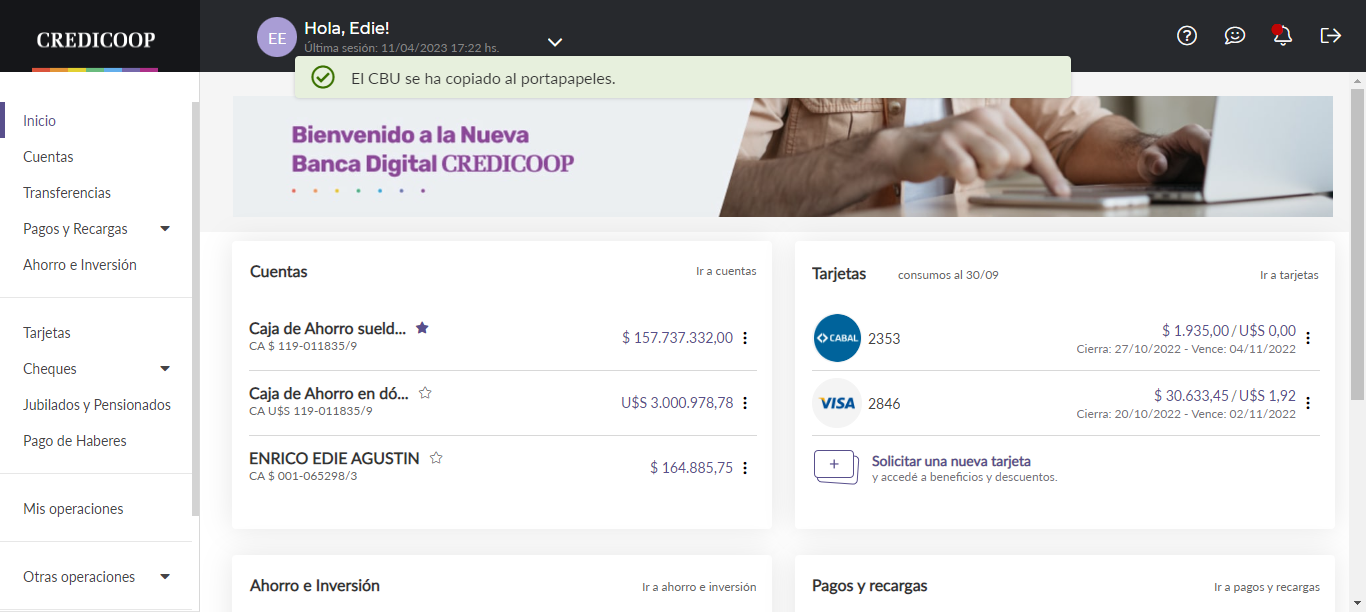 CREDICOOP
EE
Hola, Edie!
Última sesión: 11/04/2023 17:22 hs.
El CBU se ha copiado al portapapeles.
Inicio
Cuentas
Transferencias
Pagos y Recargas
Ahorro e Inversión
Tarjetas
Cheques
Jubilados y Pensionados
Pago de Haberes
Mis operaciones
Otras operaciones
Bienvenido a la Nueva
Banca Digital CREDICOOP
Cuentas
Ir a cuentas
Caja de Ahorro sueld...
CA $ 119-011835/9
$ 157.737.332,00
Caja de Ahorro en dó...
CA U$S 119-011835/9
U$S 3.000.978,78
ENRICO EDIE AGUSTIN
CA $ 001-065298/3
$ 164.885,75
Tarjetas
consumos al 30/09
Ir a tarjetas
CABAL
2353
$ 1.935,00 / U$S 0,00
Cierra: 27/10/2022 - Vence: 04/11/2022
VISA
2846
$ 30.633,45 / U$S 1,92
Cierra: 20/10/2022 - Vence: 02/11/2022
Solicitar una nueva tarjeta
y accedé a beneficios y descuentos.
Ahorro e Inversión
Ir a ahorro e inversión
Pagos y recargas
Ir a pagos y recargas